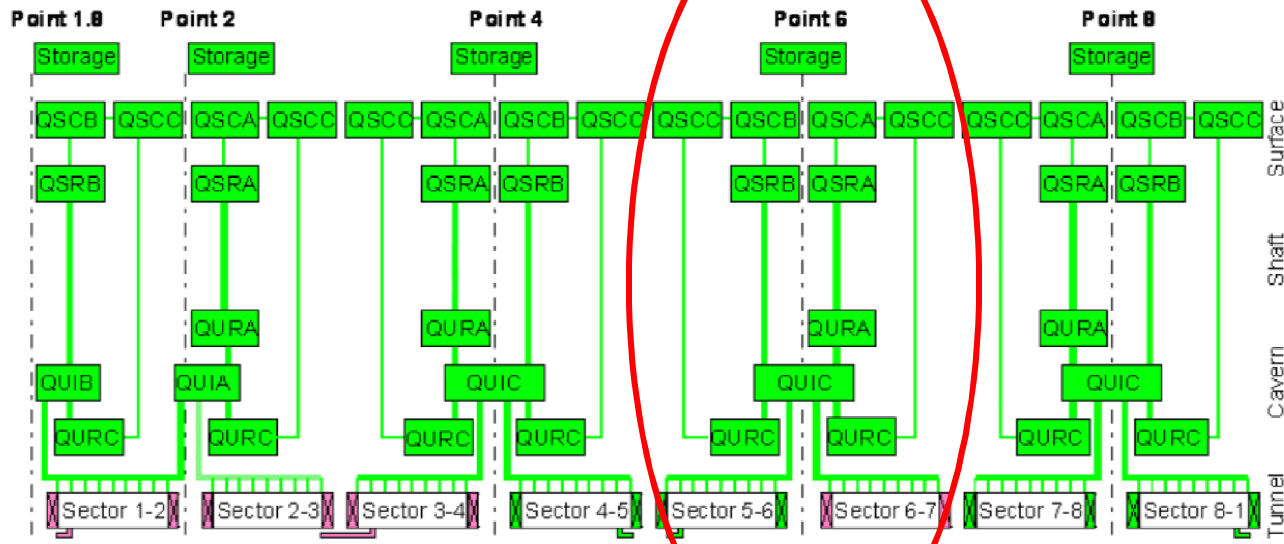 Point 1.8 Point 2 Point 4 Point 6 Point 8
Storage Storage Storage Storage Storage
QSCB QSCC QSCA QSCC QSCC QSCA QSCB QSCC QSCC QSCB QSCA QSCC QSCC QSCA QSCB QSCC
Surface
QSRB QSRA QSRA QSRB QSRB QSRA QSRA QSRB
Shaft
QURA QURA QURA QURA
QUIB QUIA QUIC QUIC QUIC
Cavern
QURC QURC QURC QURC QURC QURC QURC QURC
Sector 1-2 Sector 2-3 Sector 3-4 Sector 4-5 Sector 5-6 Sector 6-7 Sector 7-8 Sector 8-1
Tunnel